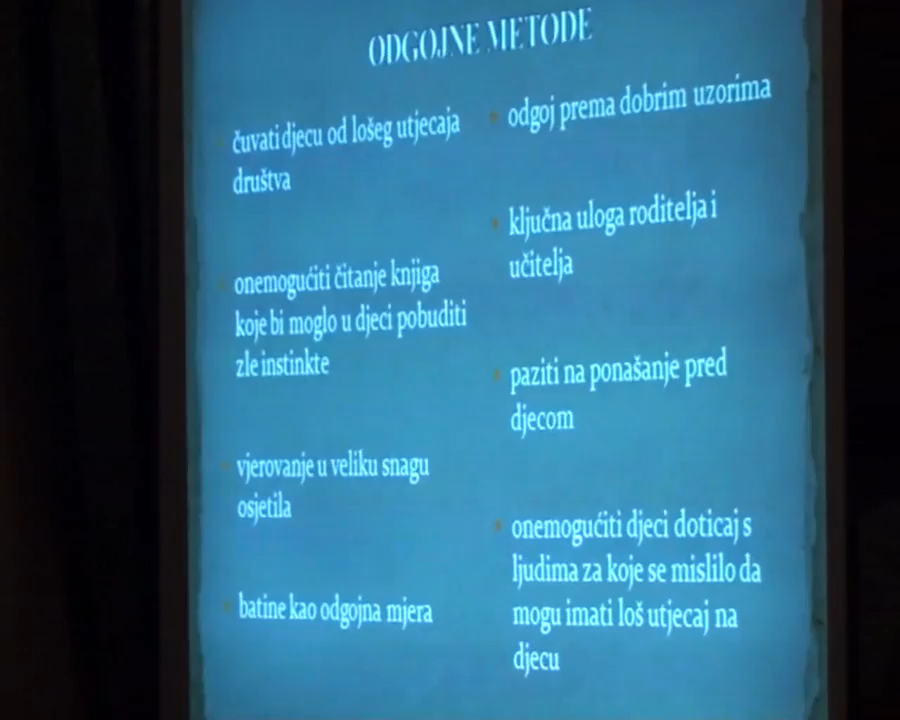 ODGOJNE METODE
čuvati djecu od lošeg utjecaja
društva
onemogućiti čitanje knjiga
koje bi moglo u djeci pobuditi
zle instinkte
vjerovanje u veliku snagu
osjetila
batine kao odgojna mjera
odgoj prema dobrim uzorima
ključna uloga roditelja i
učitelja
paziti na ponašanje pred
djecom
onemogućiti djeci doticaj s
ljudima za koje se mislilo da
mogu imati loš utjecaj na
djecu